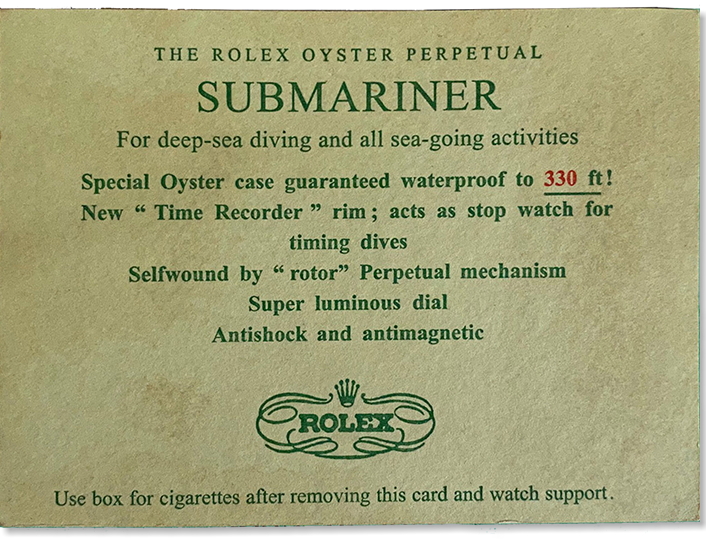 THE ROLEX OYSTER PERPETUAL
SUBMARINER
For deep-sea diving and all sea-going activities
Special Oyster case guaranteed waterproof to 330 ft!
New “ Time Recorder ” rim ; acts as stop watch for
timing dives
Selfwound by “ rotor” Perpetual mechanism
Super luminous dial
Antishock and antimagnetic
ROLEX
Use box for cigarettes after removing this card and watch support.